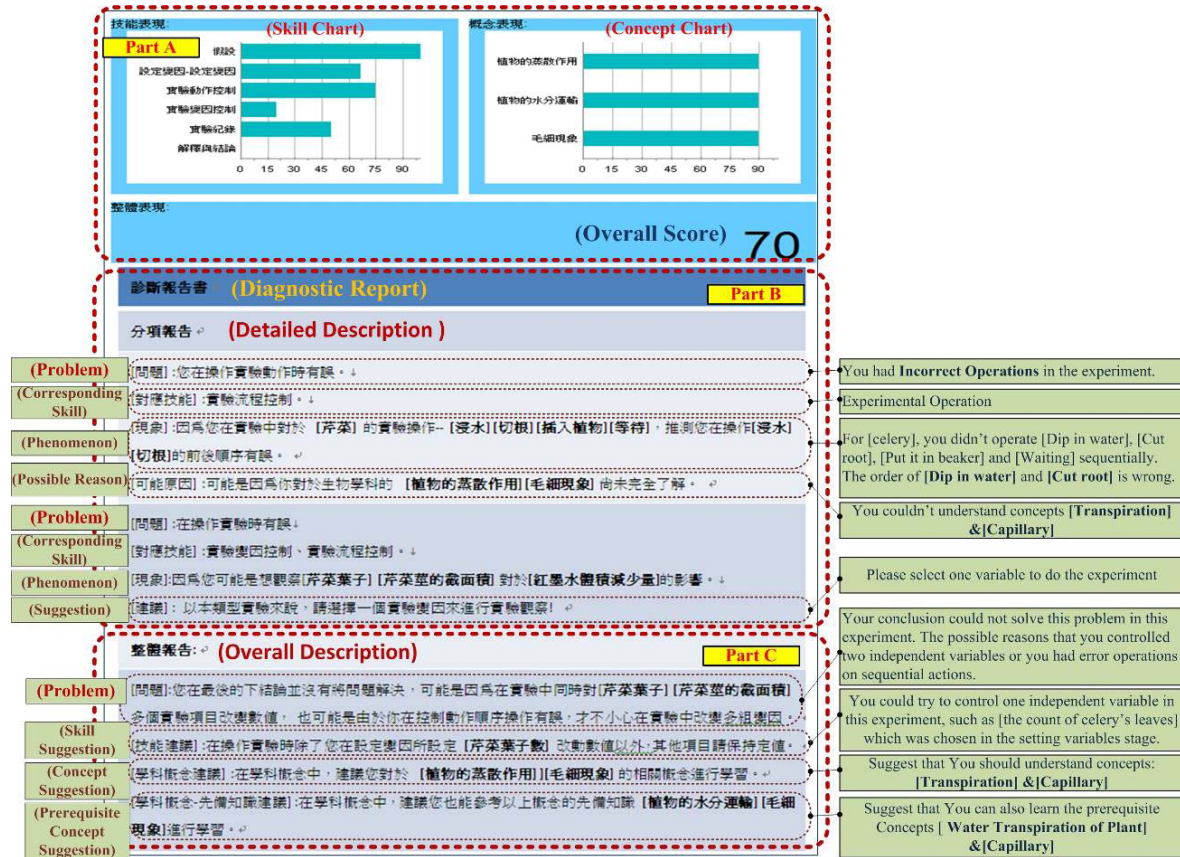 技能表現:
(Skill Chart)
Part A
假設
設定變因-設定變因
實驗動作控制
實驗變因控制
實驗紀錄
解釋與結論
0 15 30 45 60 75 90
概念表現:
(Concept Chart)
植物的蒸散作用
植物的水分運輸
毛細現象
0 15 30 45 60 75 90
整體表現:
(Overall Score) 70
診斷報告書 (Diagnostic Report)
Part B
分項報告 (Detailed Description )
(Problem)
[問題] :您在操作實驗動作時有誤。
You had Incorrect Operations in the experiment.
(Corresponding
Skill)
[對應技能] :實驗流程控制。
Experimental Operation
(Phenomenon)
[現象] :因為您在實驗中對於 [芹菜] 的實驗操作-- [浸水][切根][插入植物][等待]，推測您在操作[浸水]
[切根]的前後順序有誤。
For [celery], you didn't operate [Dip in water], [Cut
root], [Put it in beaker] and [Waiting] sequentially.
The order of [Dip in water] and [Cut root] is wrong.
(Possible Reason)
[可能原因] :可能是因為你對於生物學科的 [植物的蒸散作用][毛細現象] 尚未完全了解。
You couldn't understand concepts [Transpiration]
&[Capillary]
(Problem)
[問題] :在操作實驗時有誤
(Corresponding
Skill)
[對應技能] :實驗變因控制、實驗流程控制。
(Phenomenon)
[現象]:因為您可能是想觀察[芹菜葉子] [芹菜莖的截面積] 對於[紅墨水體積減少量]的影響。
(Suggestion)
[建議] : 以本類型實驗來說，請選擇一個實驗變因來進行實驗觀察!
Please select one variable to do the experiment
整體報告: (Overall Description)
Part C
(Problem)
[問題]:您在最後的下結論並沒有將問題解決，可能是因為在實驗中同時對[芹菜葉子] [芹菜莖的截面積]
多個實驗項目改變數值， 也可能是由於你在控制動作順序操作有誤，才不小心在實驗中改變多組變因
Your conclusion could not solve this problem in this
experiment. The possible reasons that you controlled
two independent variables or you had error operations
on sequential actions.
(Skill
Suggestion)
[技能建議] :在操作實驗時除了您在設定變因所設定 [芹菜葉子數] 改動數值以外,其他項目請保持定值。
You could try to control one independent variable in
this experiment, such as [the count of celery's leaves]
which was chosen in the setting variables stage.
(Concept
Suggestion)
[學科概念建議] :在學科概念中，建議您對於 [植物的蒸散作用]][毛細現象] 的相關概念進行學習。
Suggest that You should understand concepts:
[Transpiration] &[Capillary]
(Prerequisite
Concept
Suggestion)
[學科概念-先備知識建議] :在學科概念中，建議您也能參考以上概念的先備知識 [植物的水分運輸] [毛細
現象]進行學習。
Suggest that You can also learn the prerequisite
Concepts [ Water Transpiration of Plant]
&[Capillary]